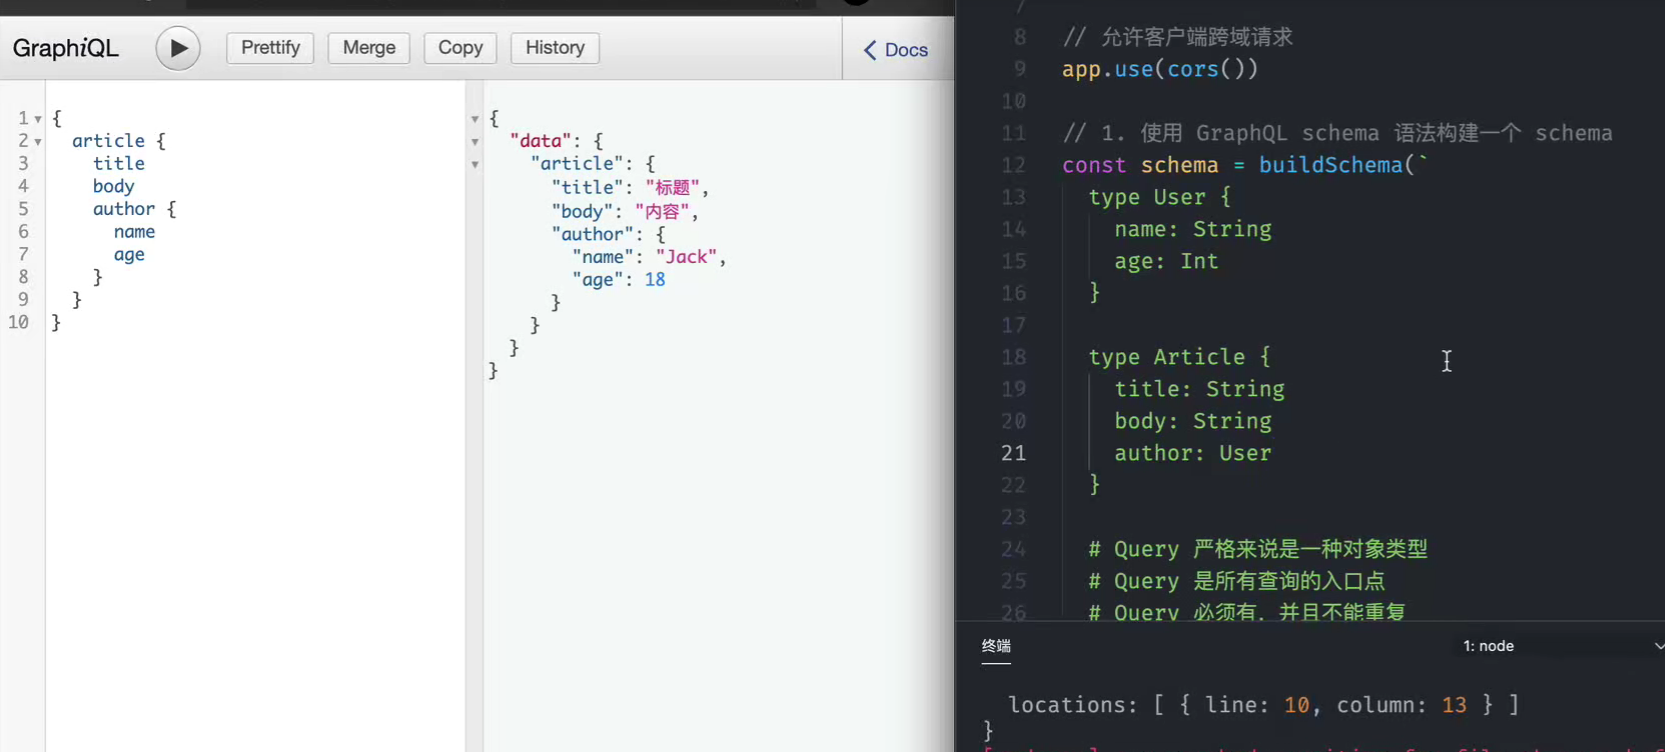 GraphiQL
Prettify
Merge
Copy
History
Docs
1 {
2 article {
3 title
4 body
5 author {
6 name
7 age
8 }
9 }
10 }
{
"data": {
"article": {
"title": "标题",
"body": "内容",
"author": {
"name": "Jack",
"age": 18
}
}
}
}
7
8 // 允许客户端跨域请求
9 app.use(cors())
10
11 // 1. 使用 GraphQL schema 语法构建一个 schema
12 const schema = buildSchema(`
13 type User {
14 name: String
15 age: Int
16 }
17
18 type Article {
19 title: String
20 body: String
21 author: User
22 }
23
24 # Query 严格来说是一种对象类型
25 # Query 是所有查询的入口点
26 # Query 必须有，并且不能重复
终端
1: node
locations: [ { line: 10, column: 13 } ]
}